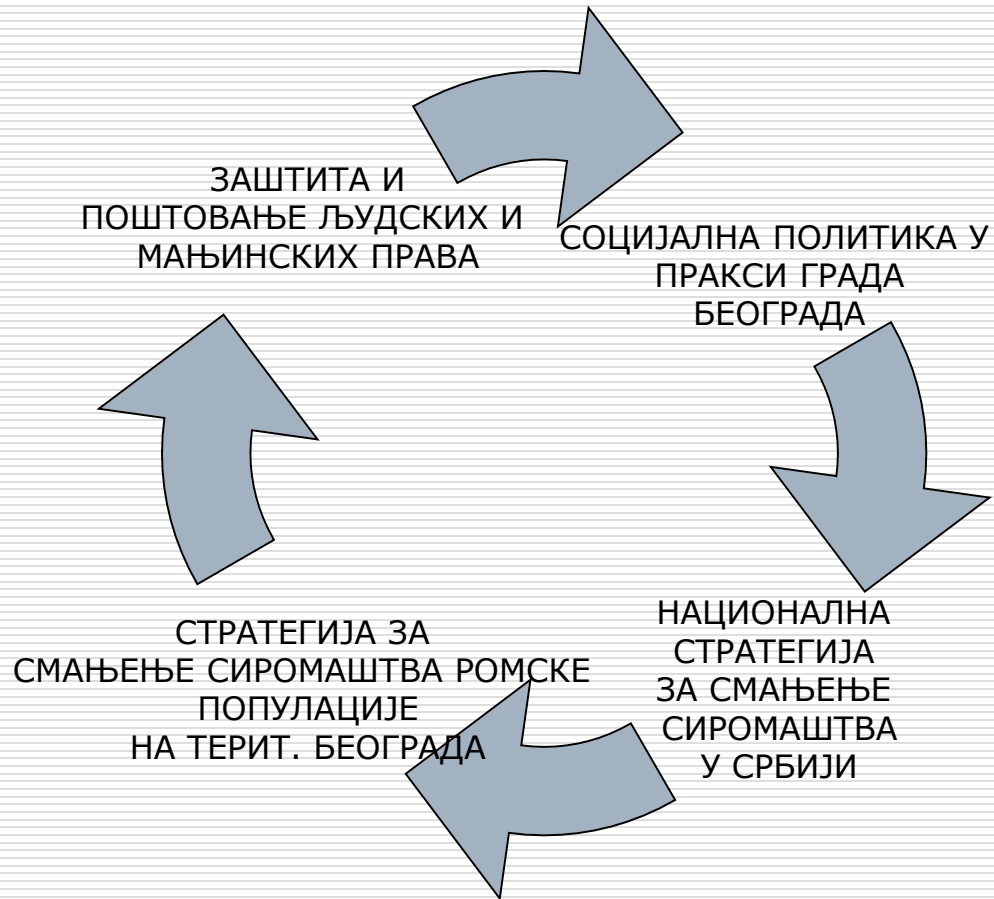 ЗАШТИТА И
ПОШТОВАЊЕ ЉУДСКИХ И
МАЊИНСКИХ ПРАВА
СОЦИЈАЛНА ПОЛИТИКА У
ПРАКСИ ГРАДА
БЕОГРАДА
НАЦИОНАЛНА
СТРАТЕГИЈА
ЗА СМАЊЕЊЕ
СИРОМАШТВА
У СРБИЈИ
СТРАТЕГИЈА ЗА
СМАЊЕЊЕ СИРОМАШТВА РОМСКЕ
ПОПУЛАЦИЈЕ
НА ТЕРИТ. БЕОГРАДА